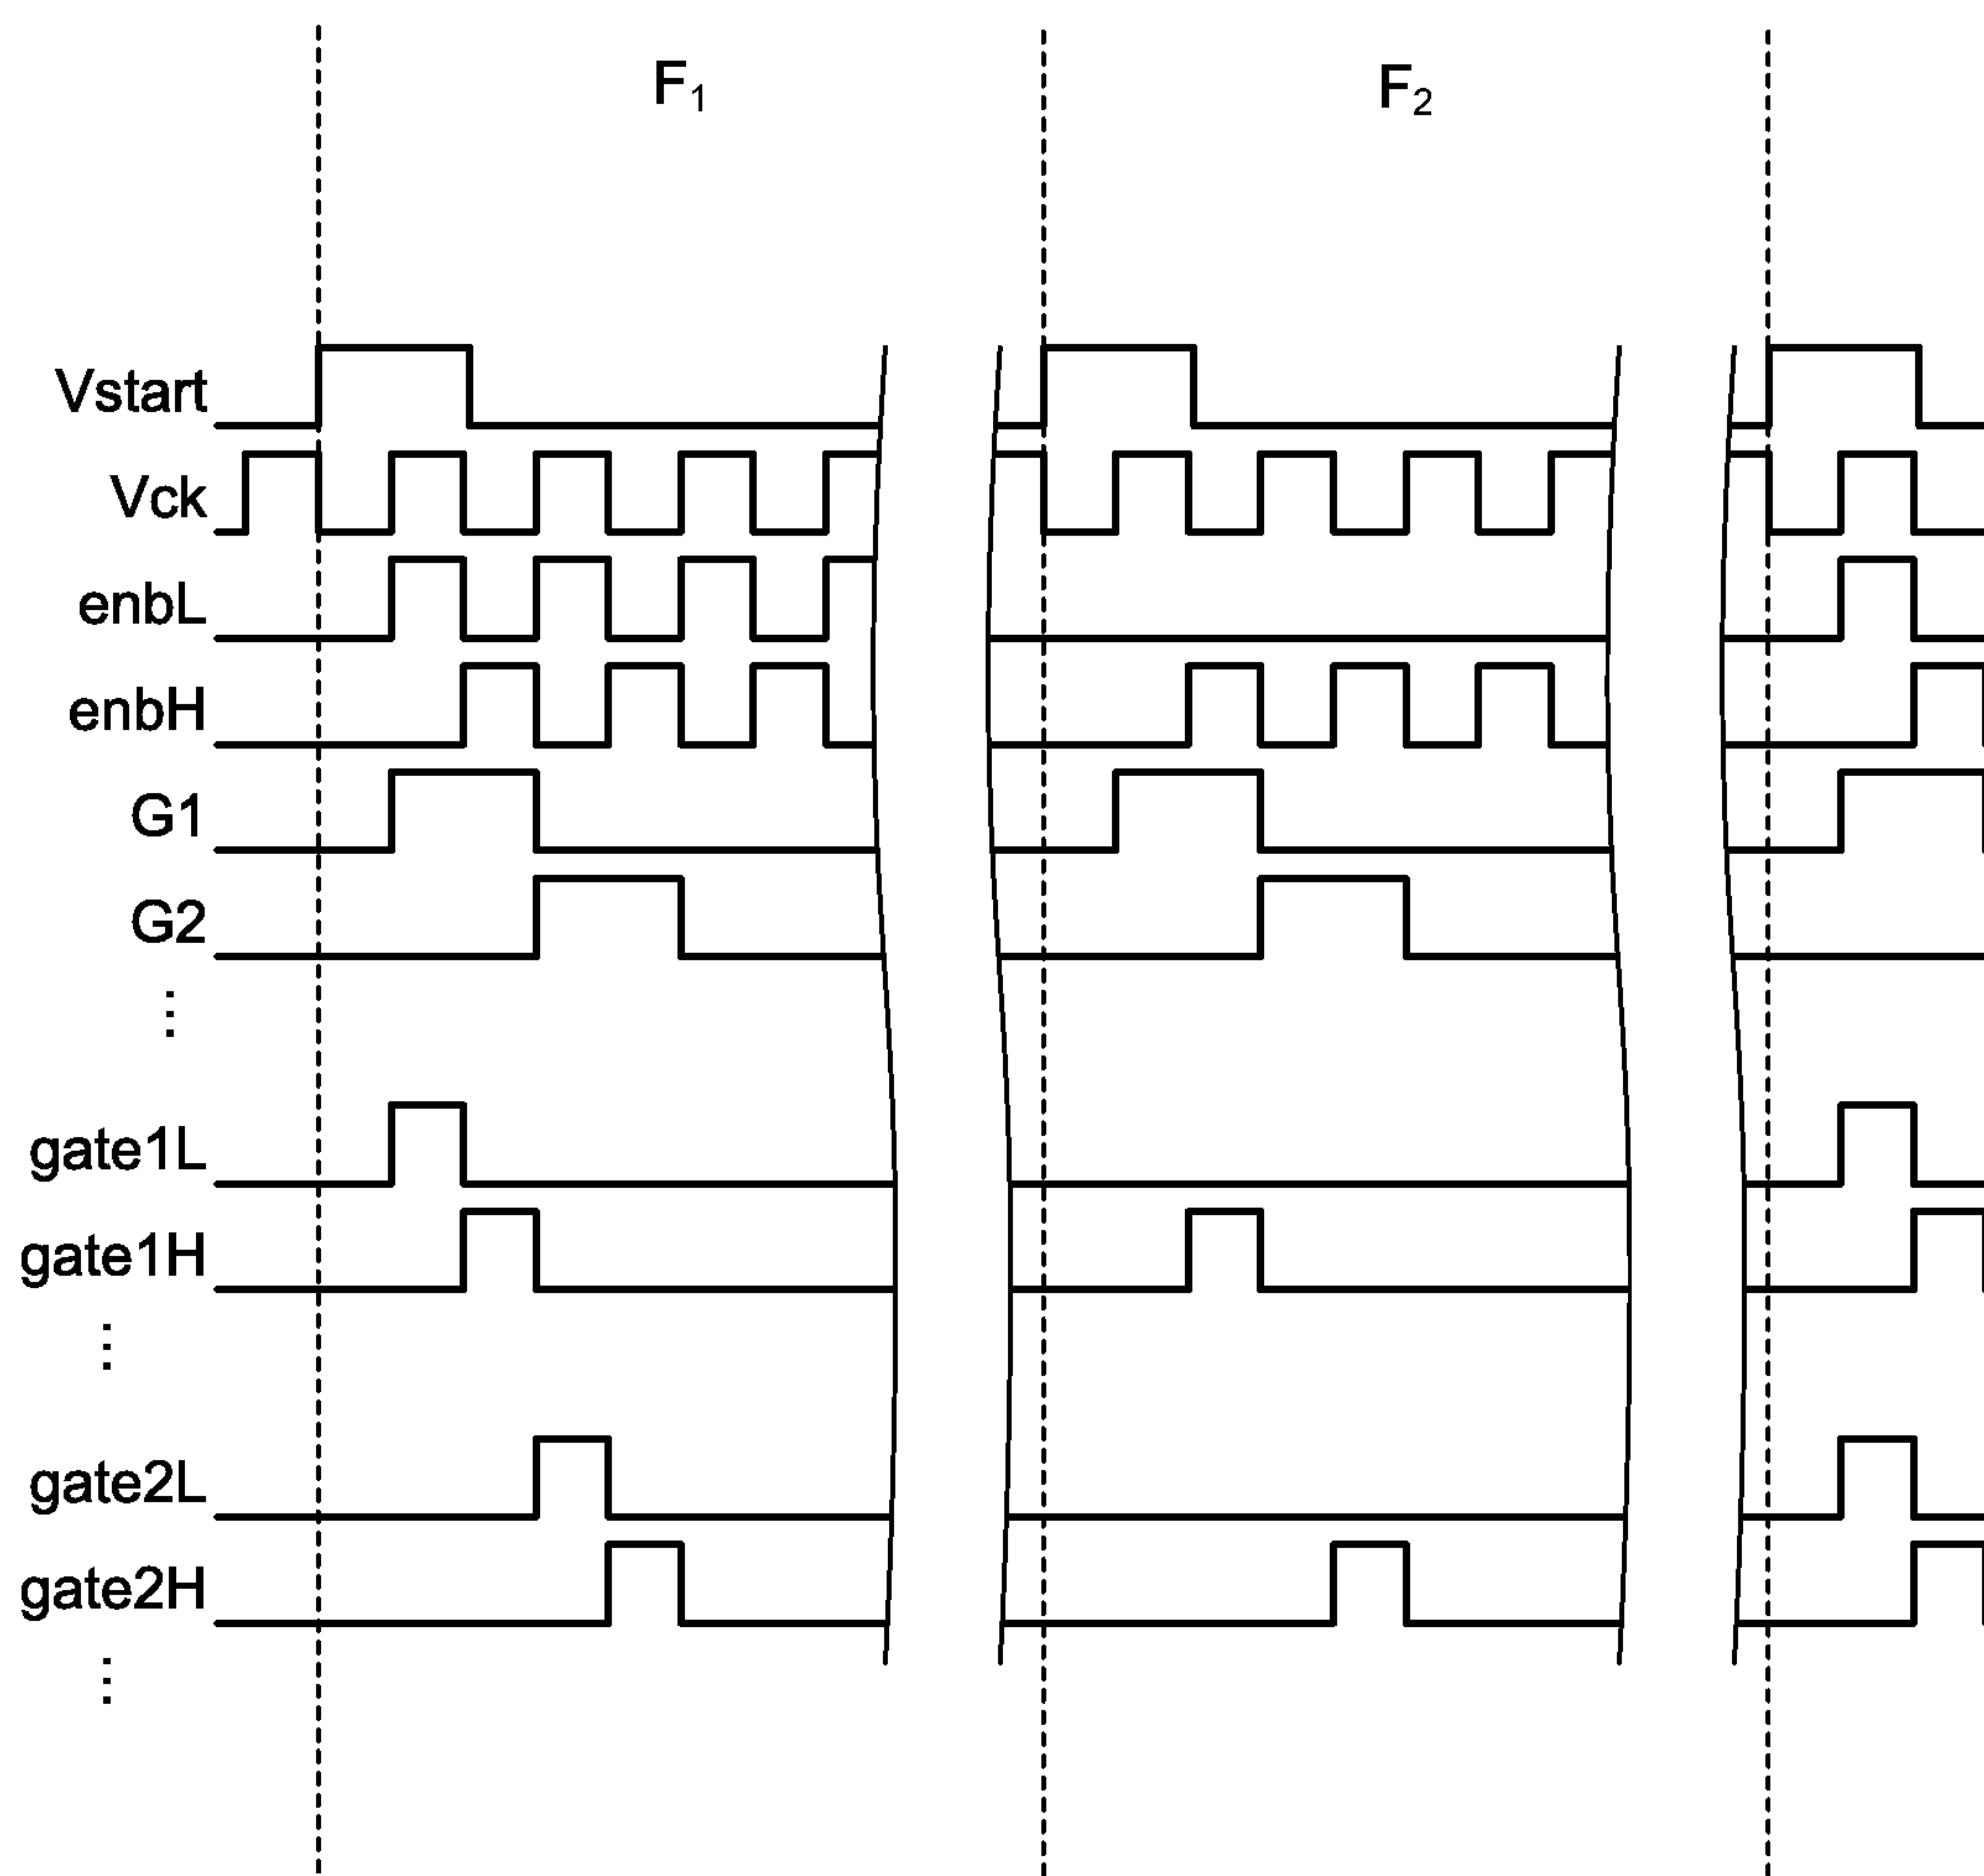 F₁ F₂
Vstart
Vck
enbL
enbH
G1
G2
⋮
gate1L
gate1H
⋮
gate2L
gate2H
⋮